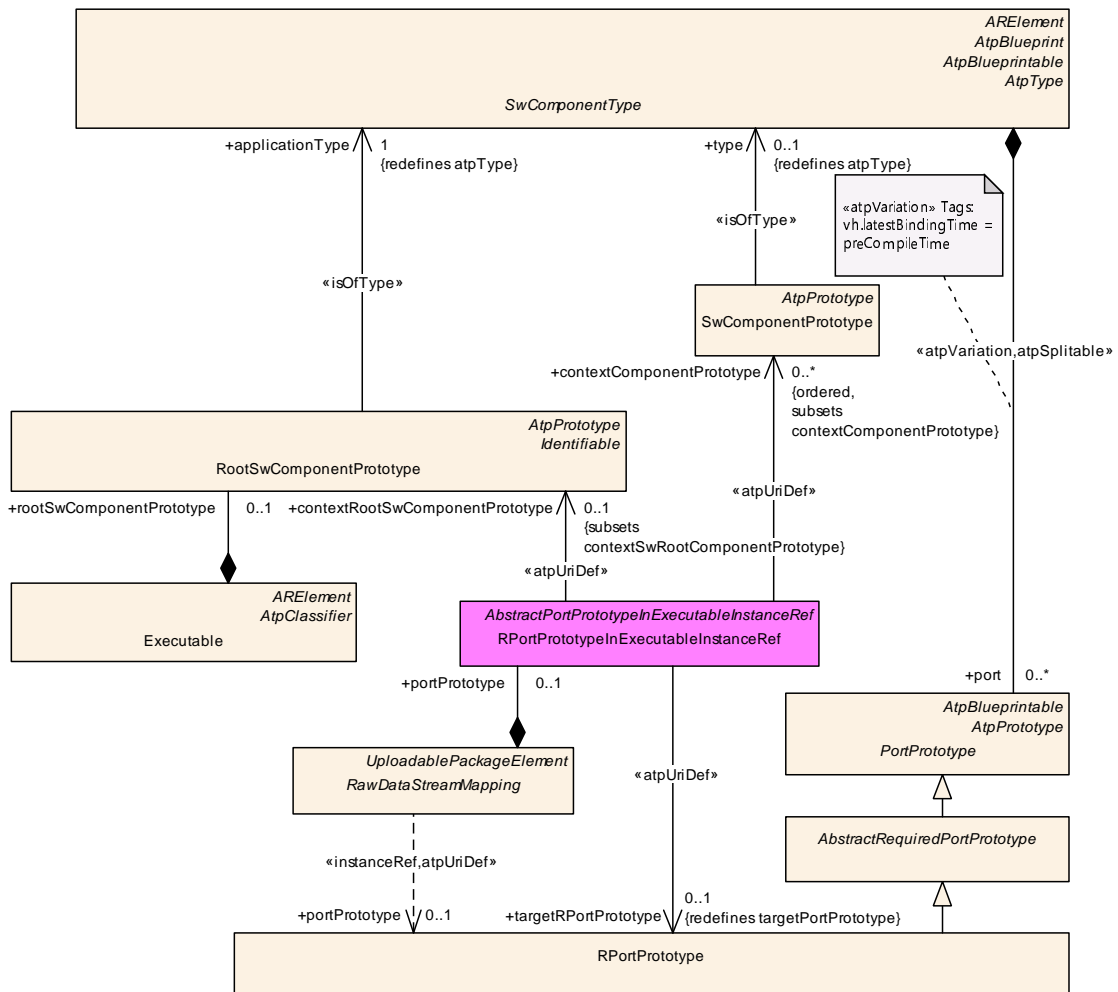 ARElement
AtpBlueprint
AtpBlueprintable
AtpType
SwComponentType
+applicationType
1
{redefines atpType}
+type
0..1
{redefines atpType}
«atpVariation» Tags:
vh.latestBindingTime =
preCompileTime
«isOfType»
«isOfType»
AtpPrototype
SwComponentPrototype
«atpVariation,atpSplitable»
+contextComponentPrototype
0..*
{ordered,
subsets
contextComponentPrototype}
AtpPrototype
Identifiable
RootSwComponentPrototype
«atpUriDef»
+rootSwComponentPrototype
0..1
+contextRootSwComponentPrototype
0..1
{subsets
contextSwRootComponentPrototype}
«atpUriDef»
ARElement
AtpClassifier
Executable
AbstractPortPrototypeInExecutableInstanceRef
RPortPrototypeInExecutableInstanceRef
+portPrototype
0..1
+port
0..*
AtpBlueprintable
AtpPrototype
PortPrototype
UploadablePackageElement
RawDataStreamMapping
«atpUriDef»
AbstractRequiredPortPrototype
«instanceRef,atpUriDef»
+portPrototype
0..1
+targetRPortPrototype
0..1
{redefines targetPortPrototype}
RPortPrototype